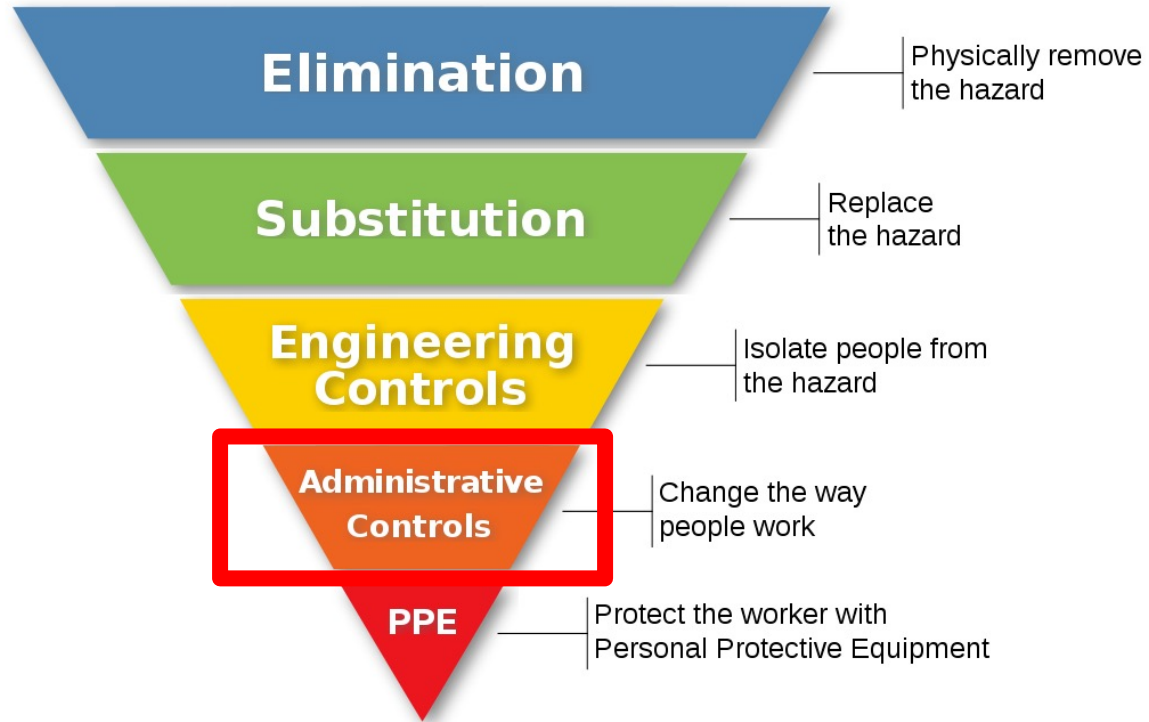 Elimination
Physically remove
the hazard
Substitution
Replace
the hazard
Engineering
Controls
Isolate people from
the hazard
Administrative
Controls
Change the way
people work
PPE
Protect the worker with
Personal Protective Equipment